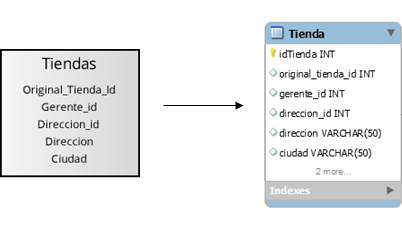 Tiendas
Original_Tienda_Id
Gerente_id
Direccion_id
Direccion
Ciudad
Tienda
idTienda INT
original_tienda_id INT
gerente_id INT
direccion_id INT
direccion VARCHAR(50)
ciudad VARCHAR(50)
2 more...
Indexes